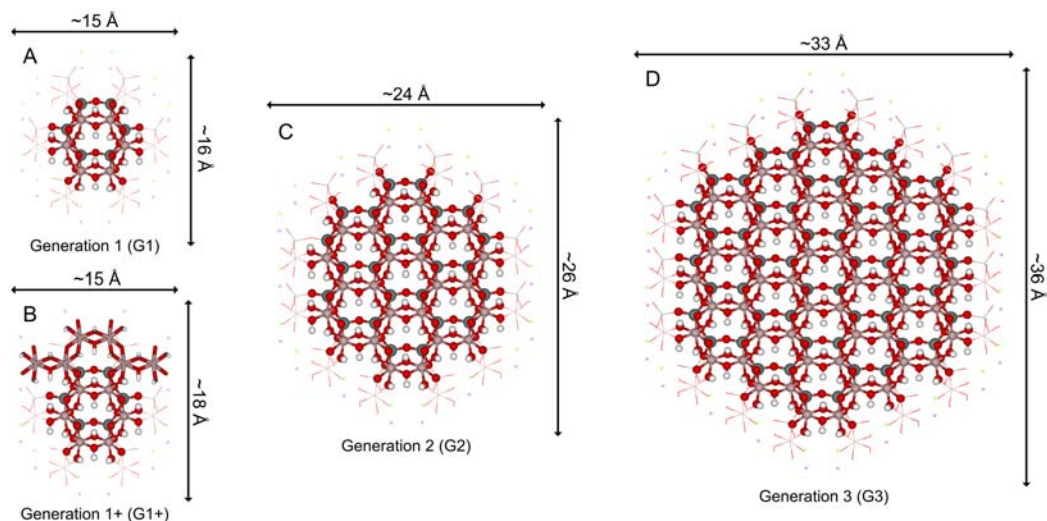 ~15 Å
A
~16 Å
Generation 1 (G1)
~15 Å
B
~18 Å
Generation 1+ (G1+)
~24 Å
C
~26 Å
Generation 2 (G2)
~33 Å
D
~36 Å
Generation 3 (G3)